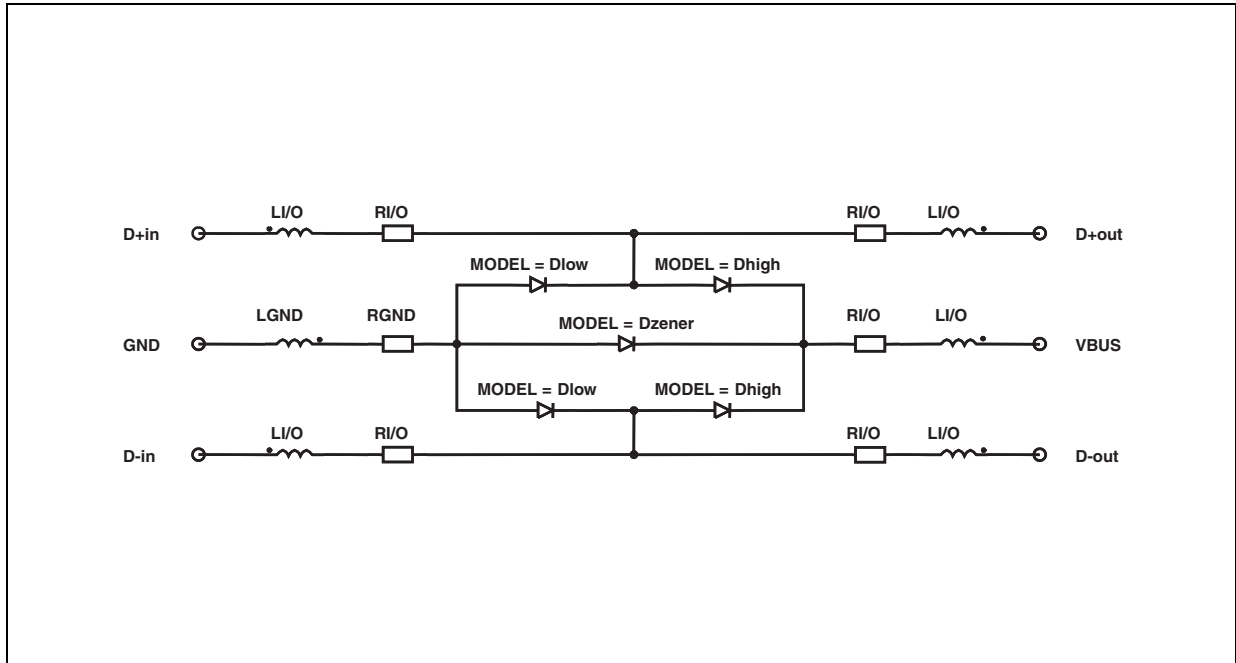 LI/O RI/O RI/O LI/O
D+in D+out
MODEL = Dlow MODEL = Dhigh
LGND RGND MODEL = Dzener RI/O LI/O
GND VBUS
MODEL = Dlow MODEL = Dhigh
LI/O RI/O RI/O LI/O
D-in D-out